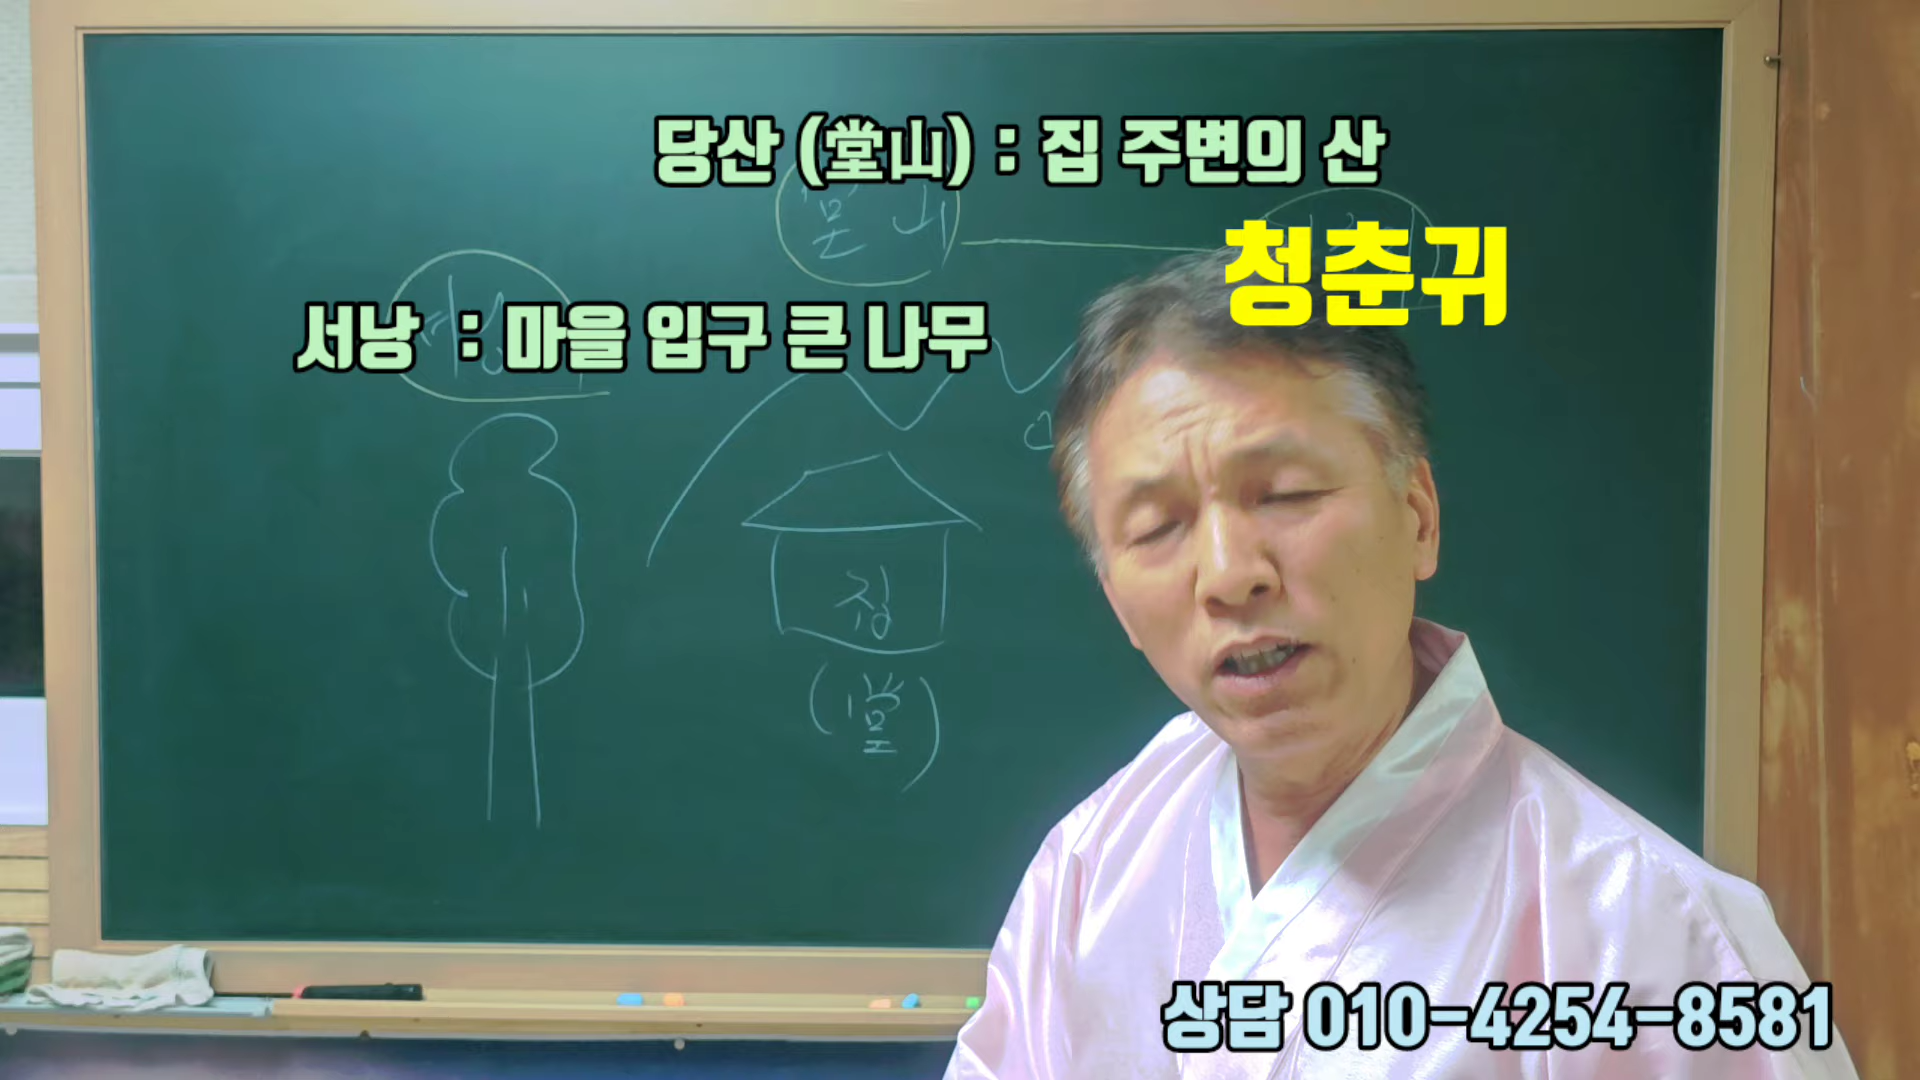 당산 (堂山) : 집 주변의 산
청춘귀
서낭 : 마을 입구 큰 나무
집
(堂)
상담 010-4254-8581